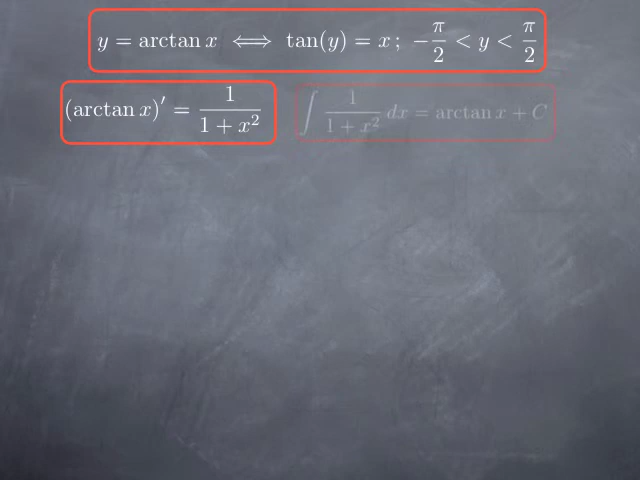 y = arctan x ⟺ tan(y) = x ; −π/2 < y < π/2
(arctan x)′ = 1/(1 + x²) ∫ 1/(1 + x²) dx = arctan x + C